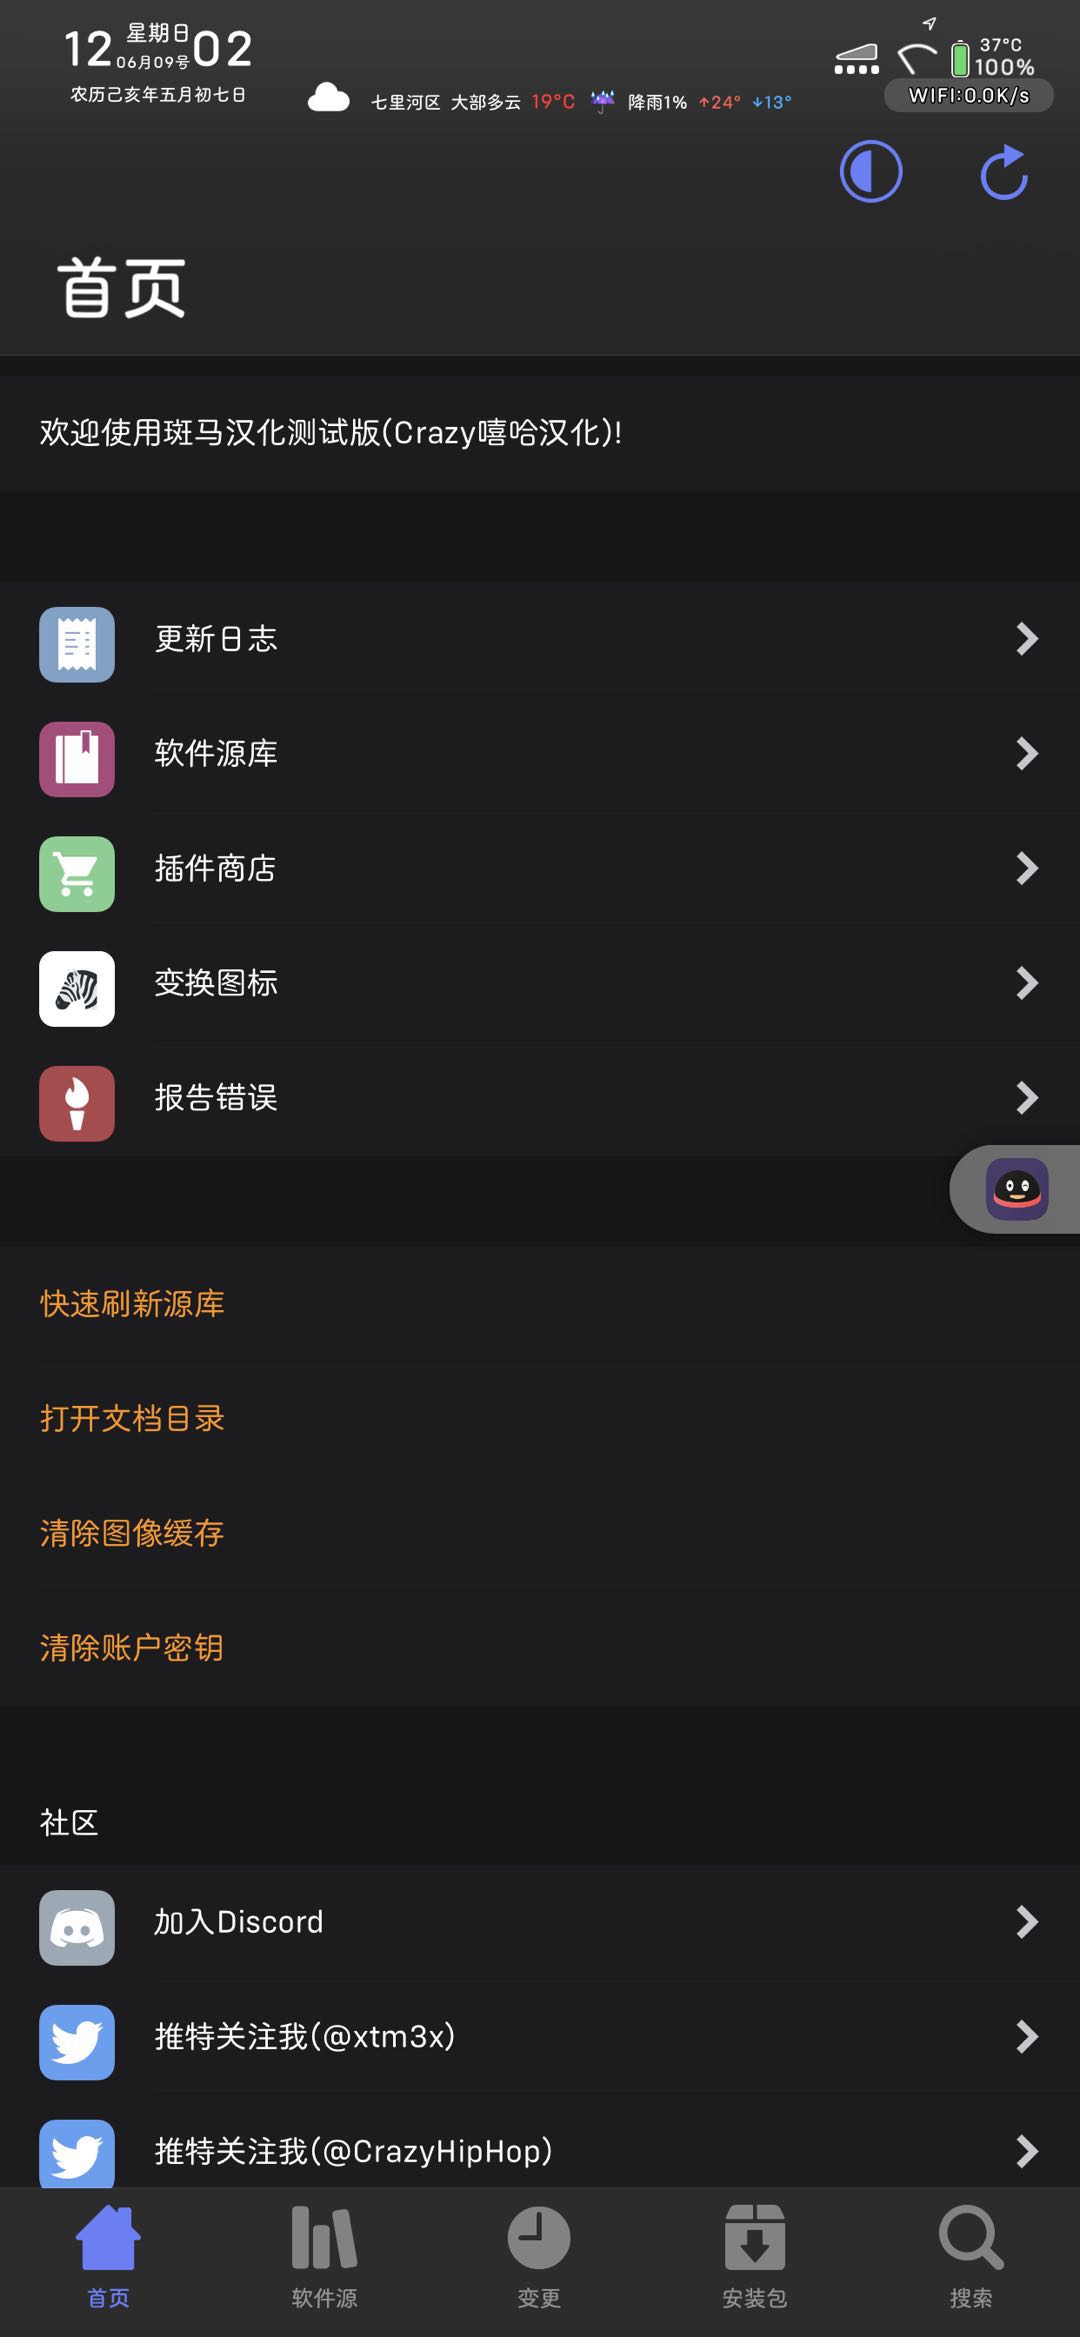 12 星期日 06月09号 02
37°C
100%
农历己亥年五月初七日
七里河区 大部多云 19°C 降雨1% ↑24° ↓13°
WIFI:0.0K/s
首页
欢迎使用斑马汉化测试版(Crazy嘻哈汉化)!
更新日志
软件源库
插件商店
变换图标
报告错误
快速刷新源库
打开文档目录
清除图像缓存
清除账户密钥
社区
加入Discord
推特关注我(@xtm3x)
推特关注我(@CrazyHipHop)
首页
软件源
变更
安装包
搜索